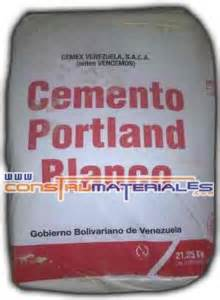 CEMEX VENEZUELA, S.A.C.A.
(antes VENCEMOS)
Cemento
Portland
Blanco
WWW
CONSTRUMATERIALES
Gobierno Bolivariano de Venezuela